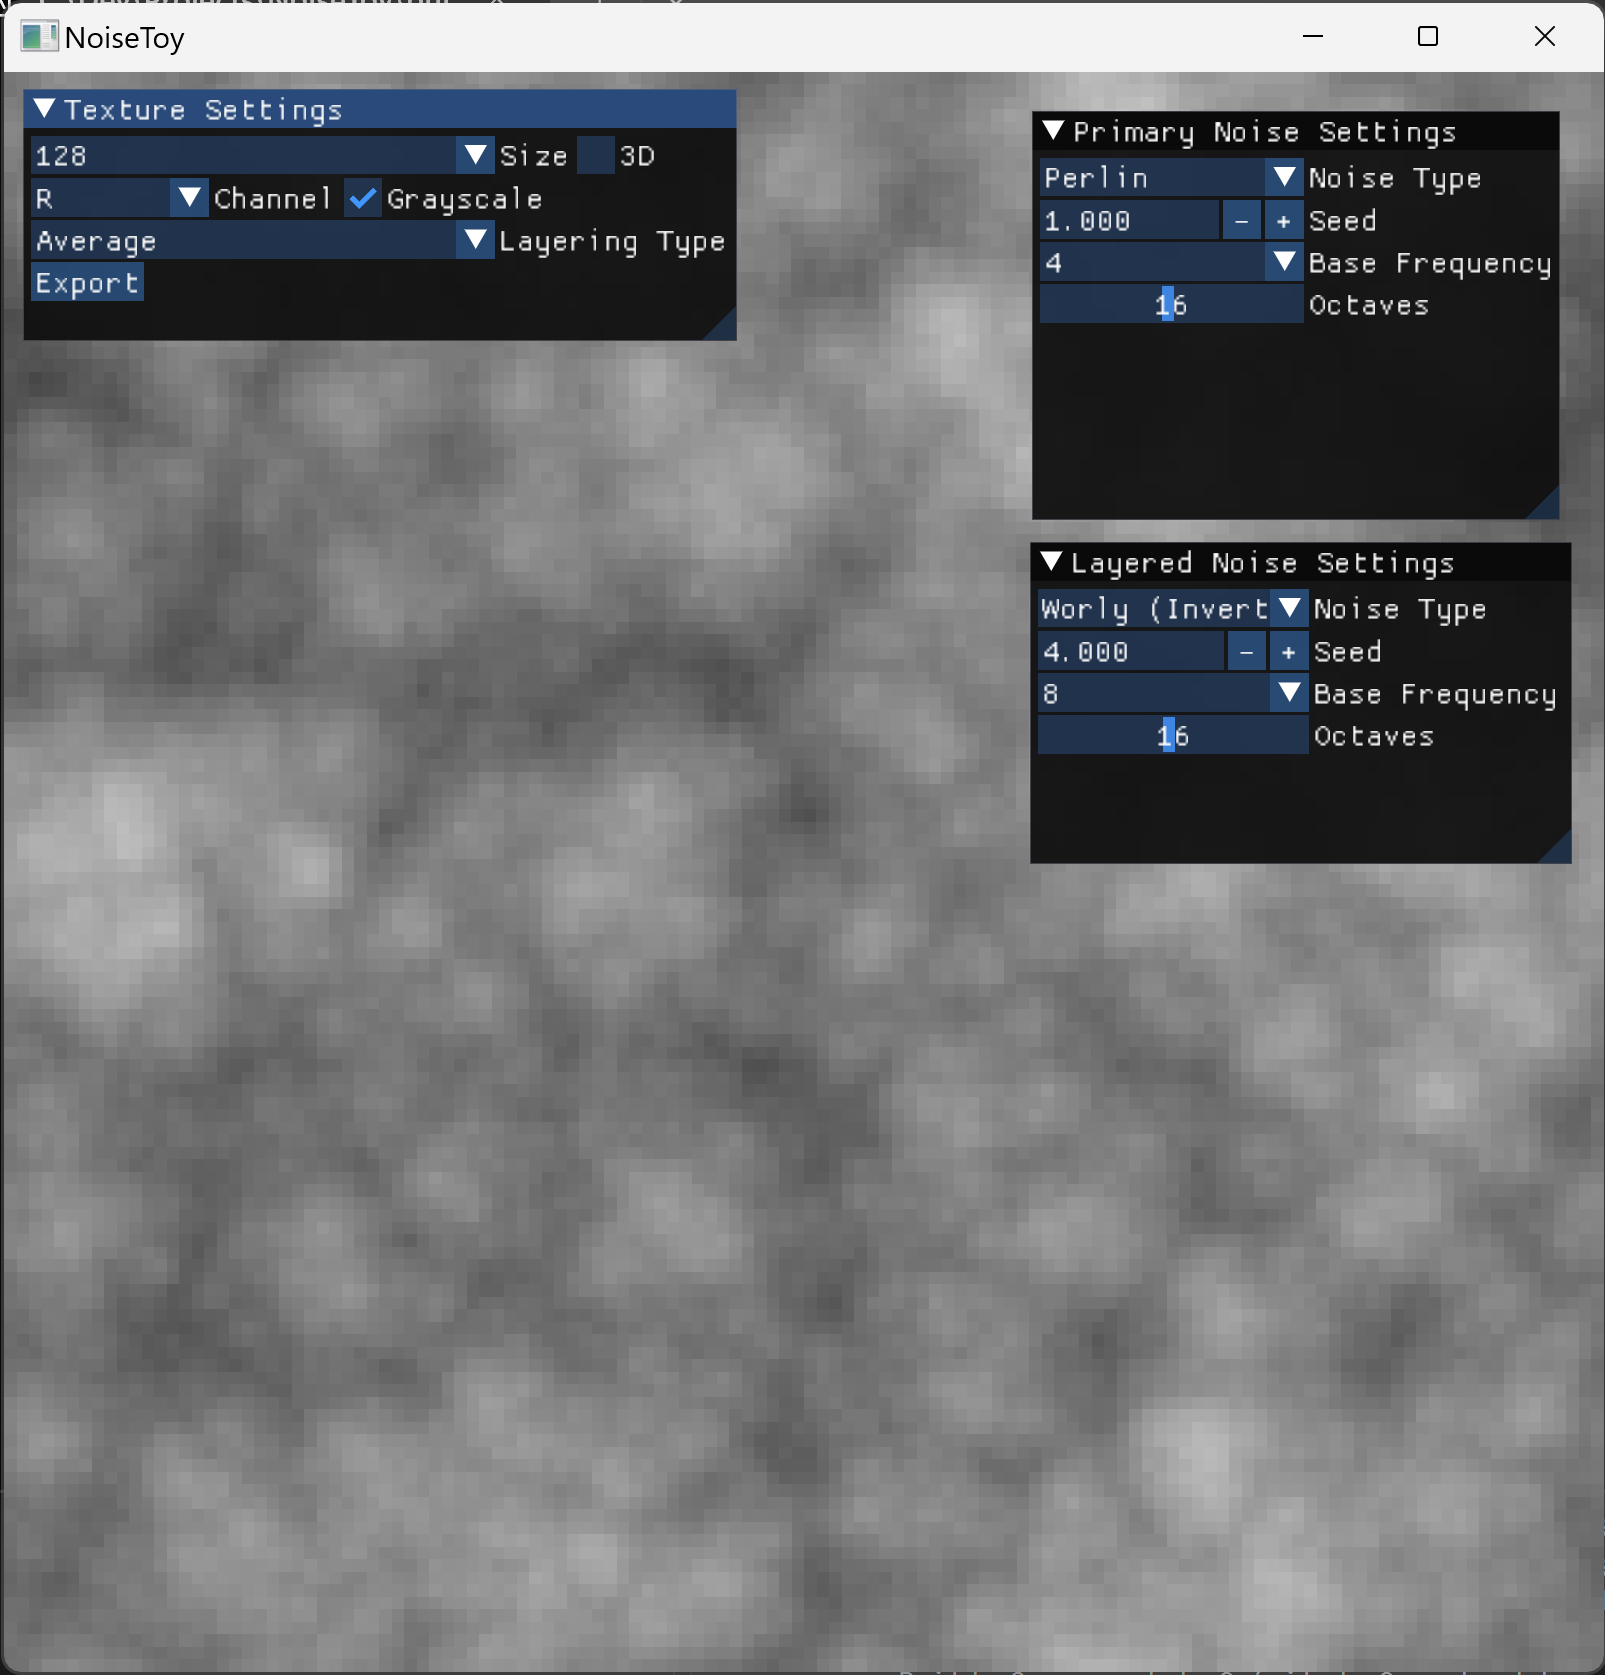 NoiseToy
Texture Settings
128 Size 3D
R Channel Grayscale
Average Layering Type
Export
Primary Noise Settings
Perlin Noise Type
1.000 - + Seed
4 Base Frequency
16 Octaves
Layered Noise Settings
Worly (Invert Noise Type
4.000 - + Seed
8 Base Frequency
16 Octaves